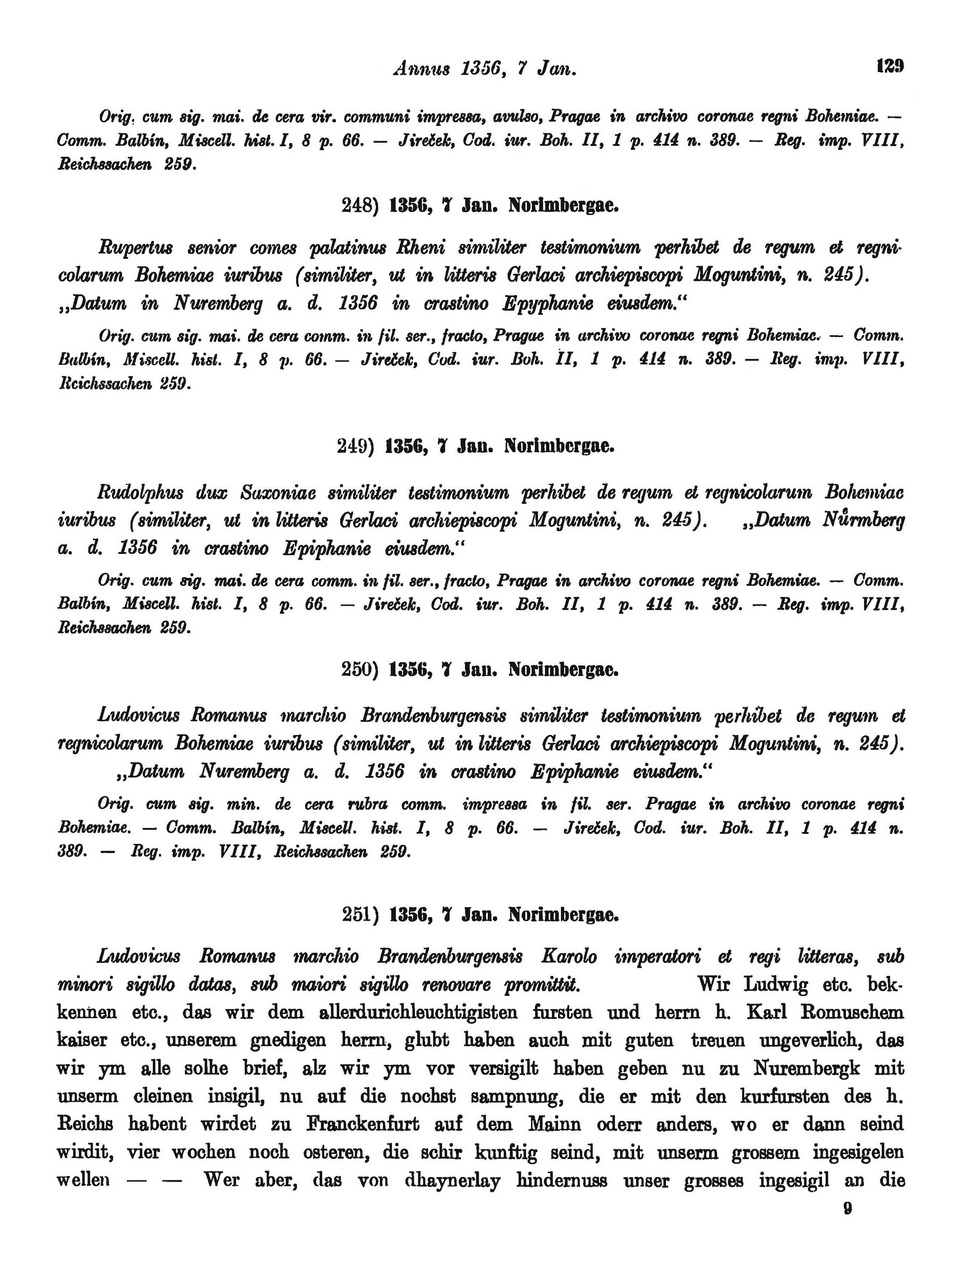 Annus 1356, 7 Jan.
129
Orig. cum sig. mai. de cera vir. communi impressa, avulso, Pragae in archivo coronae regni Bohemiae. —
Comm. Balbín, Miscell. hist. I, 8 p. 66. — Jireček, Cod. iur. Boh. II, 1 p. 414 n. 389. — Reg. imp. VIII,
Reichssachen 259.
248) 1356, 7 Jan. Norimbergae.
Rupertus senior comes palatinus Rheni similiter testimonium perhibet de regum et regni-
colarum Bohemiae iuribus (similiter, ut in litteris Gerlaci archiepiscopi Moguntini, n. 245).
„Datum in Nuremberg a. d. 1356 in crastino Epyphanie eiusdem.“
Orig. cum sig. mai. de cera comm. in fil. ser., fracto, Pragae in archivo coronae regni Bohemiae. — Comm.
Balbín, Miscell. hist. I, 8 p. 66. — Jireček, Cod. iur. Boh. II, 1 p. 414 n. 389. — Reg. imp. VIII,
Reichssachen 259.
249) 1356, 7 Jan. Norimbergae.
Rudolphus dux Saxoniae similiter testimonium perhibet de regum et regnicolarum Bohemiae
iuribus (similiter, ut in litteris Gerlaci archiepiscopi Moguntini, n. 245). „Datum Nůrmberg
a. d. 1356 in crastino Epiphanie eiusdem.“
Orig. cum sig. mai. de cera comm. in fil. ser., fracto, Pragae in archivo coronae regni Bohemiae. — Comm.
Balbín, Miscell. hist. I, 8 p. 66. — Jireček, Cod. iur. Boh. II, 1 p. 414 n. 389. — Reg. imp. VIII,
Reichssachen 259.
250) 1356, 7 Jan. Norimbergae.
Ludovicus Romanus marchio Brandenburgensis similiter testimonium perhibet de regum et
regnicolarum Bohemiae iuribus (similiter, ut in litteris Gerlaci archiepiscopi Moguntini, n. 245).
„Datum Nuremberg a. d. 1356 in crastino Epiphanie eiusdem.“
Orig. cum sig. min. de cera rubra comm. impressa in fil. ser. Pragae in archivo coronae regni
Bohemiae. — Comm. Balbín, Miscell. hist. I, 8 p. 66. — Jireček, Cod. iur. Boh. II, 1 p. 414 n.
389. — Reg. imp. VIII, Reichssachen 259.
251) 1356, 7 Jan. Norimbergae.
Ludovicus Romanus marchio Brandenburgensis Karolo imperatori et regi litteras, sub
minori sigillo datas, sub maiori sigillo renovare promittit. Wir Ludwig etc. bek-
kennen etc., das wir dem allerdurichleuchtigisten fursten und herrn h. Karl Romuschem
kaiser etc., unserem gnedigen herrn, glubt haben auch mit guten treuen ungeverlich, das
wir ym alle solhe brief, alz wir ym vor versigilt haben geben nu zu Nurembergk mit
unserm cleinen insigil, nu auf die nochst sampnung, die er mit den kurfursten des h.
Reichs habent wirdet zu Franckenfurt auf dem Mainn oderr anders, wo er dann seind
wirdit, vier wochen noch osteren, die schir kunftig seind, mit unserm grossem ingesigelen
wellen — — Wer aber, das von dhaynerlay hindernuss unser grosses ingesigil an die
9